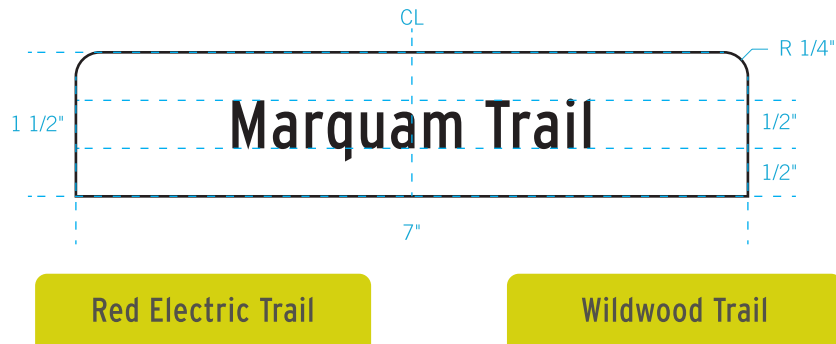 CL
R 1/4"
1 1/2"
Marquam Trail
1/2"
1/2"
7"
Red Electric Trail
Wildwood Trail